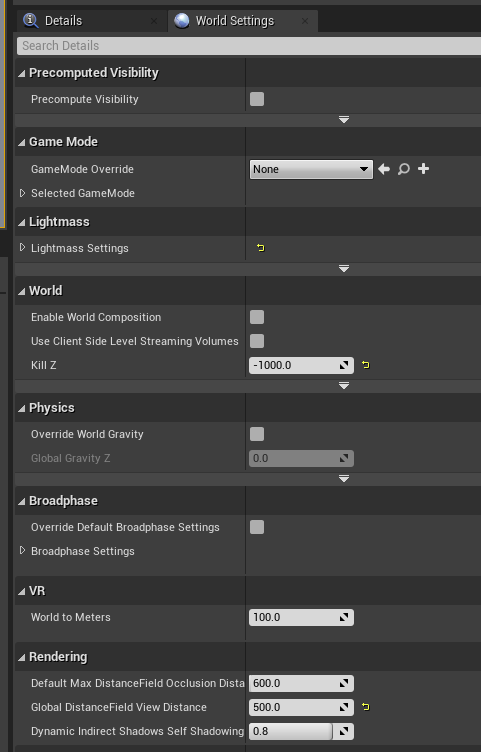 Details
World Settings
Search Details
Precomputed Visibility
Precompute Visibility
Game Mode
GameMode Override
None
Selected GameMode
Lightmass
Lightmass Settings
World
Enable World Composition
Use Client Side Level Streaming Volumes
Kill Z
-1000.0
Physics
Override World Gravity
Global Gravity Z
0.0
Broadphase
Override Default Broadphase Settings
Broadphase Settings
VR
World to Meters
100.0
Rendering
Default Max DistanceField Occlusion Dista
600.0
Global DistanceField View Distance
500.0
Dynamic Indirect Shadows Self Shadowing
0.8